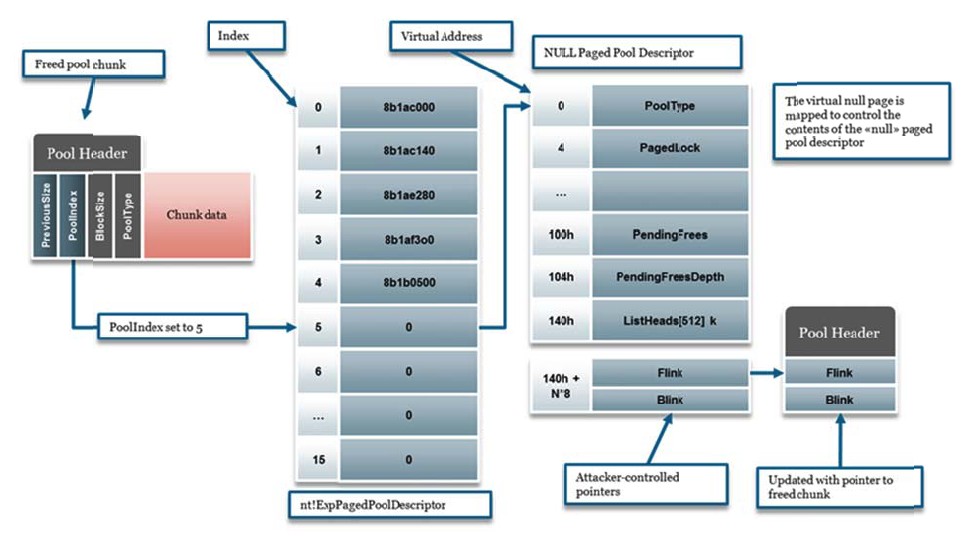 Freed pool chunk
Pool Header
PreviousSize
PoolIndex
BlockSize
PoolType
Chunk data
PoolIndex set to 5
Index
0 8b1ac000
1 8b1ac140
2 8b1ae280
3 8b1af3o0
4 8b1b0500
5 0
6 0
... 0
15 0
nt!ExpPagedPoolDescriptor
Virtual Address
NULL Paged Pool Descriptor
0 PoolType
4 PagedLock
...
100h PendingFrees
104h PendingFreesDepth
140h ListHeads[512] k
140h + N*8
Flink
Blink
Attacker-controlled
pointers
The virtual null page is
mapped to control the
contents of the «null» paged
pool descriptor
Pool Header
Flink
Blink
Updated with pointer to
freed chunk